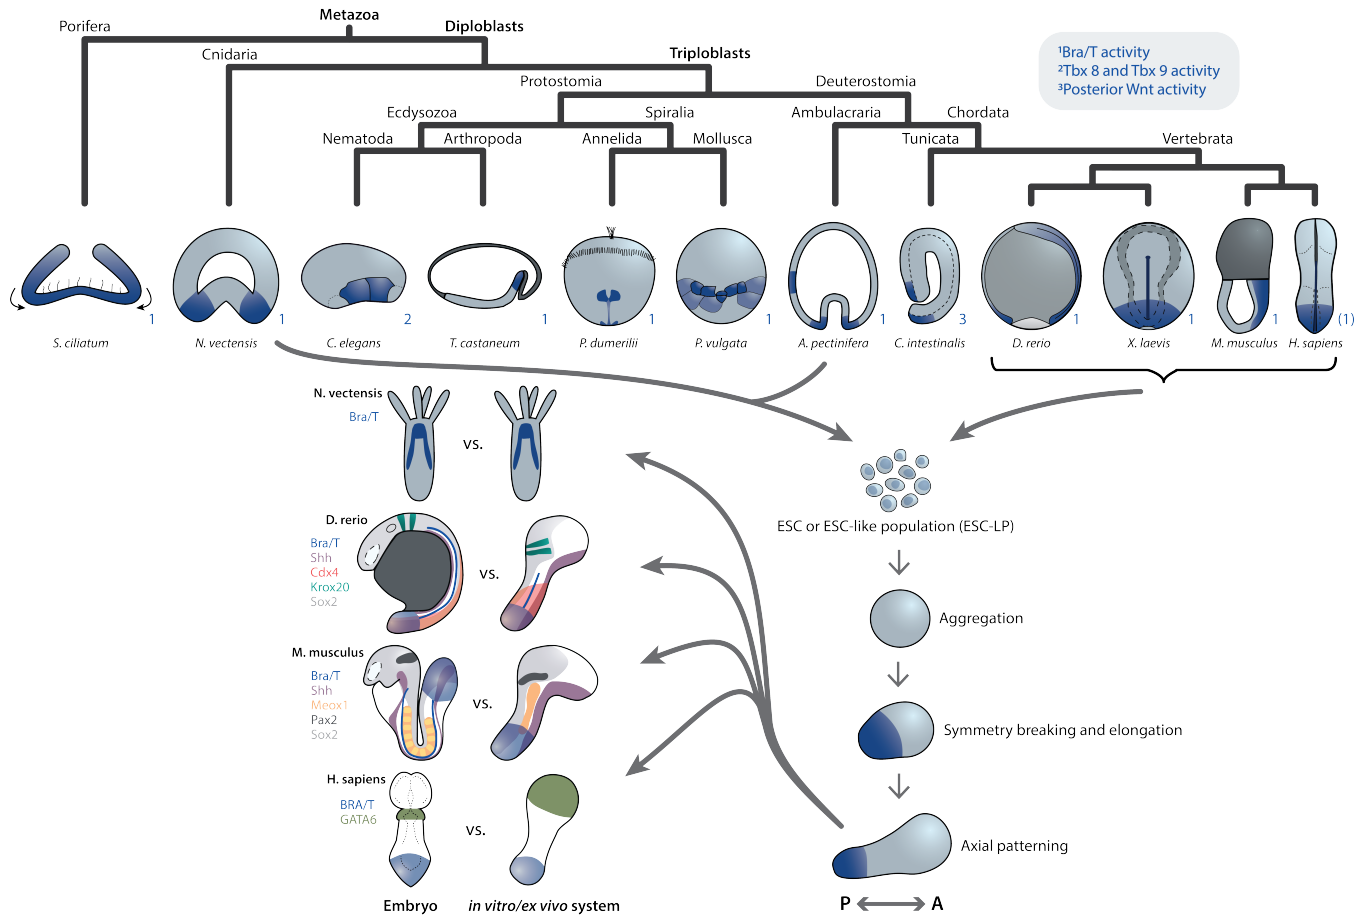 Metazoa
Porifera
Diploblasts
Cnidaria
Triploblasts
Protostomia
Deuterostomia
Ecdysozoa
Spiralia
Ambulacraria
Chordata
Nematoda
Arthropoda
Annelida
Mollusca
Tunicata
Vertebrata
¹Bra/T activity
²Tbx 8 and Tbx 9 activity
³Posterior Wnt activity
1
1
2
1
1
1
1
3
1
1
1
(1)
S. ciliatum
N. vectensis
C. elegans
T. castaneum
P. dumerilii
P. vulgata
A. pectinifera
C. intestinalis
D. rerio
X. laevis
M. musculus
H. sapiens
N. vectensis
Bra/T
vs.
D. rerio
Bra/T
Shh
Cdx4
Krox20
Sox2
vs.
M. musculus
Bra/T
Shh
Meox1
Pax2
Sox2
vs.
H. sapiens
BRA/T
GATA6
vs.
Embryo
in vitro/ex vivo system
ESC or ESC-like population (ESC-LP)
Aggregation
Symmetry breaking and elongation
Axial patterning
P
A